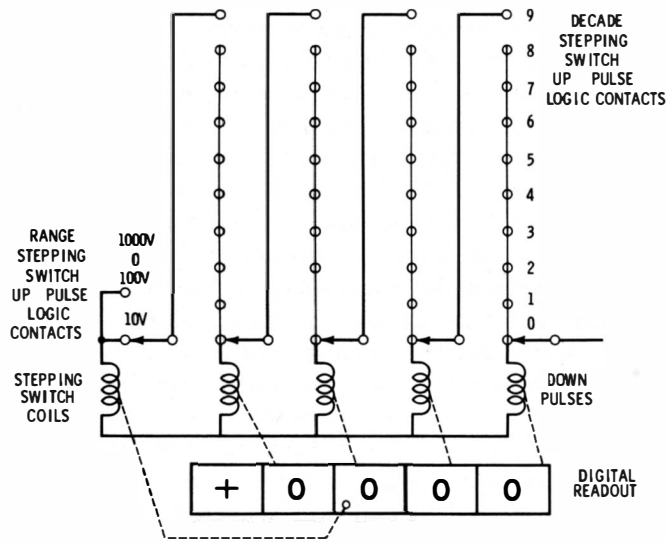 9
8
7
6
5
4
3
2
1
0
DECADE
STEPPING
SWITCH
UP PULSE
LOGIC CONTACTS
RANGE
STEPPING
SWITCH
UP PULSE
LOGIC
CONTACTS
1000V
0
100V
10V
STEPPING
SWITCH
COILS
DOWN
PULSES
+ 0 0 0 0
DIGITAL
READOUT